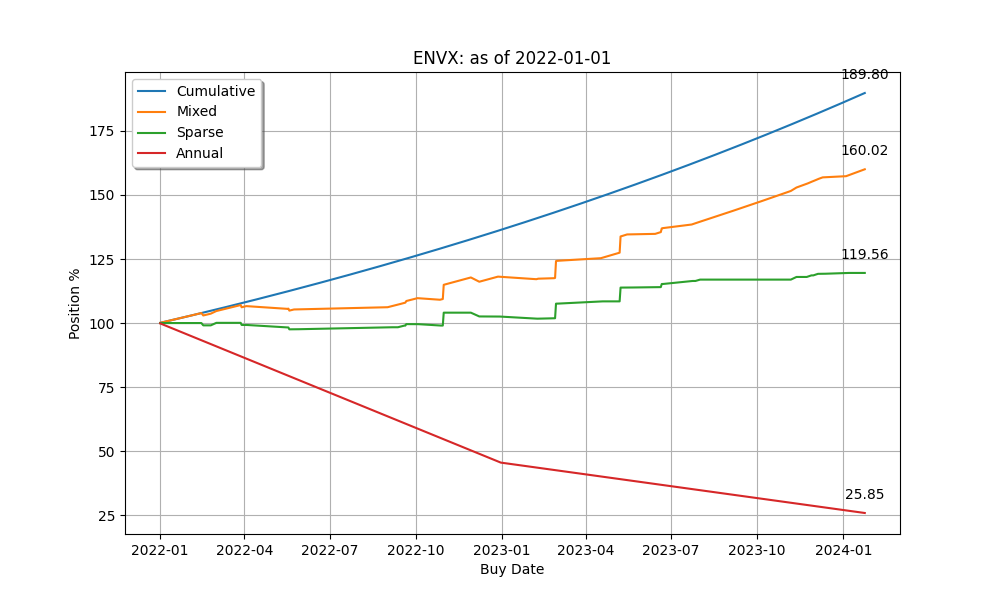 ENVX: as of 2022-01-01
Cumulative
Mixed
Sparse
Annual
189.80
160.02
119.56
25.85
Position %
175
150
125
100
75
50
25
2022-01 2022-04 2022-07 2022-10 2023-01 2023-04 2023-07 2023-10 2024-01
Buy Date